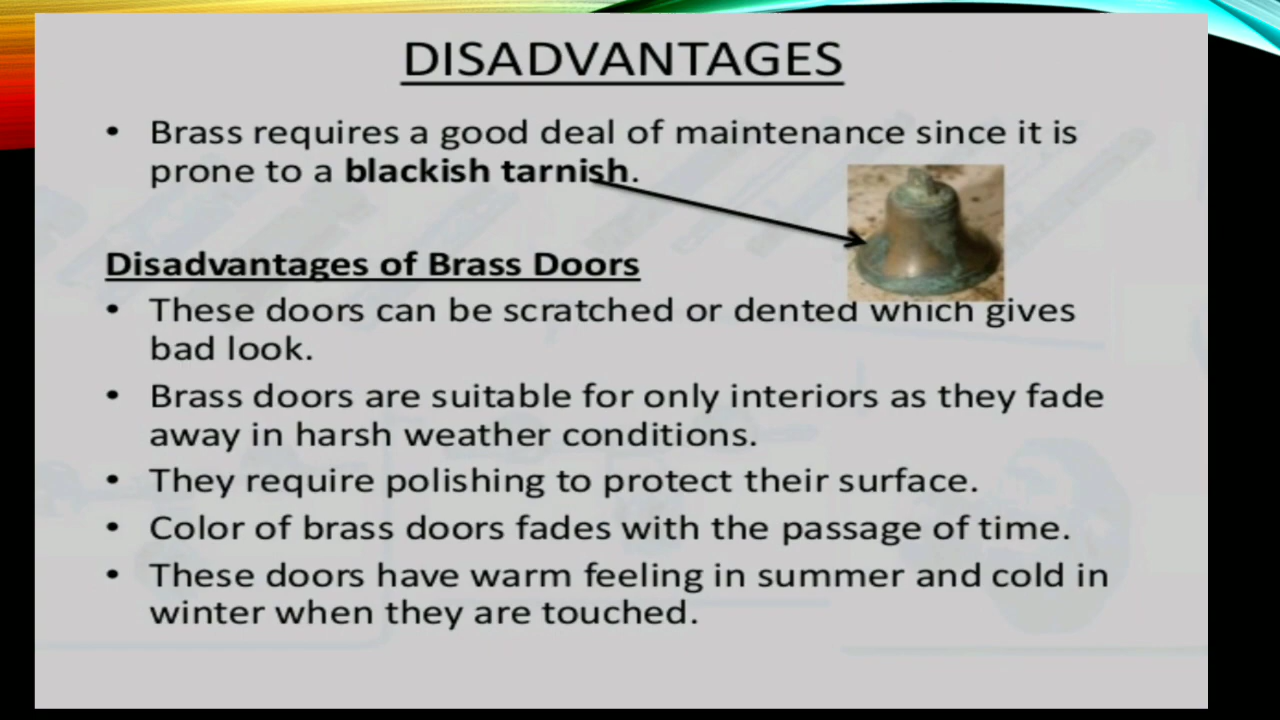 DISADVANTAGES
• Brass requires a good deal of maintenance since it is
prone to a blackish tarnish.
Disadvantages of Brass Doors
• These doors can be scratched or dented which gives
bad look.
• Brass doors are suitable for only interiors as they fade
away in harsh weather conditions.
• They require polishing to protect their surface.
• Color of brass doors fades with the passage of time.
• These doors have warm feeling in summer and cold in
winter when they are touched.